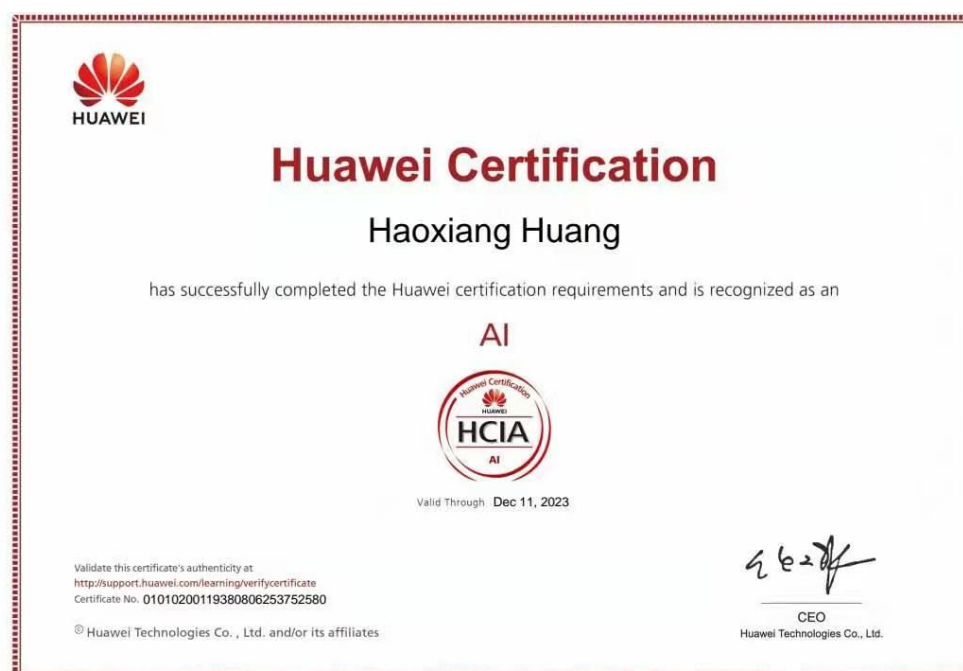 HUAWEI
Huawei Certification
Haoxiang Huang
has successfully completed the Huawei certification requirements and is recognized as an
AI
Huawei Certification
HUAWEI
HCIA
AI
Valid Through Dec 11, 2023
Validate this certificate's authenticity at
http://support.huawei.com/learning/verifycertificate
Certificate No. 01010200119380806253752580
© Huawei Technologies Co. , Ltd. and/or its affiliates
CEO
Huawei Technologies Co., Ltd.